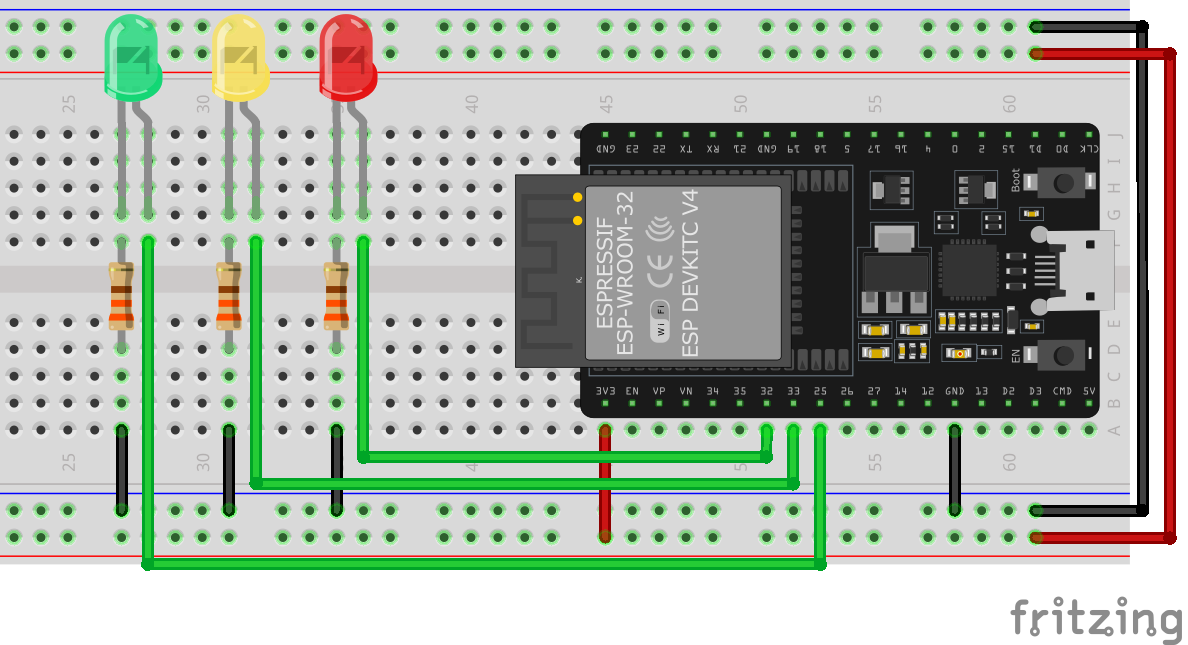 25 30 40 45 50 55 60
J
I
H
G
F
GND 23 22 TX RX 21 GND 19 18 5 17 16 4 0 2 15 D1 D0 CLK
Boot
ESPRESSIF
ESP-WROOM-32
CE
Wi Fi
ESP DEVKITC V4
K
EN
3V3 EN VP VN 34 35 32 33 25 26 27 14 12 GND 13 D2 D3 CMD 5V
E
D
C
B
A
25 30 4 5 55 60
fritzing